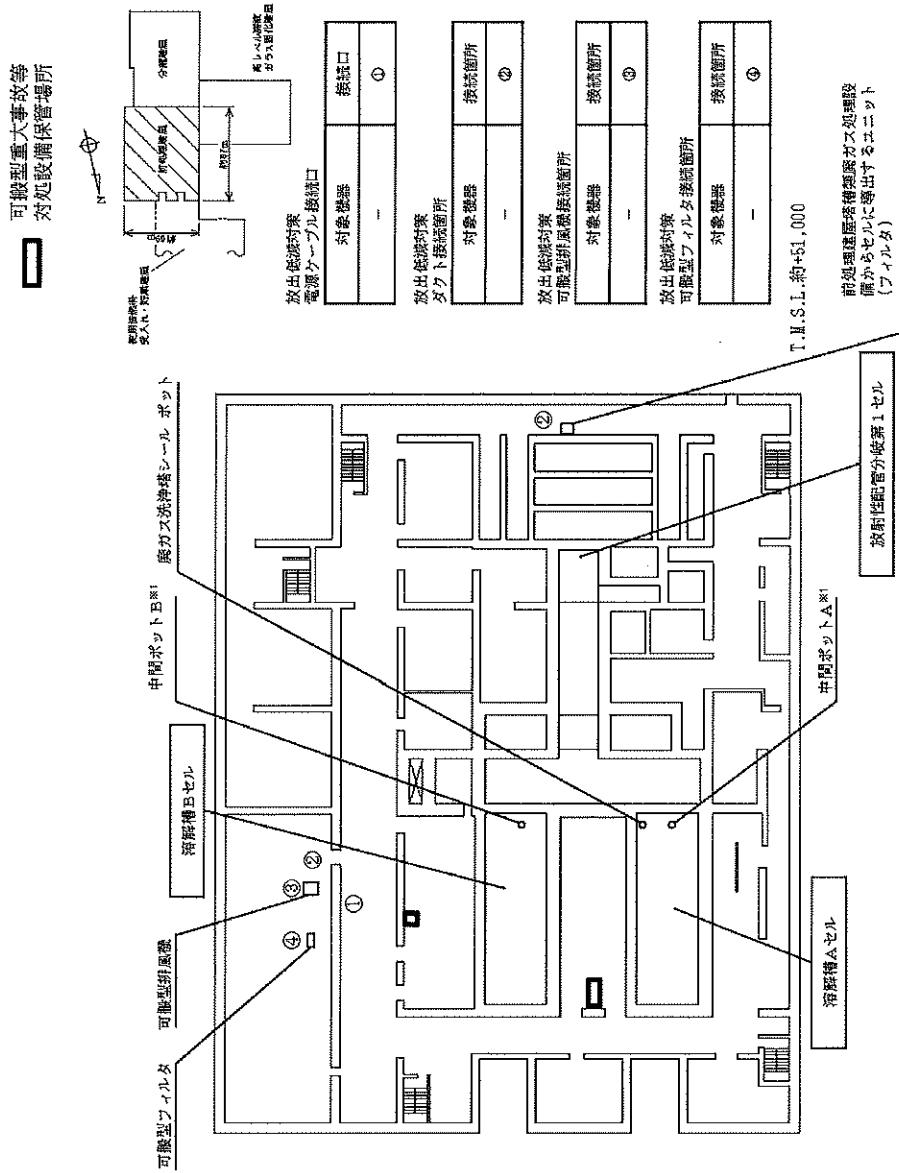 可搬型重大事故等
対処設備保管場所
N
前処理建屋
分離建屋
高レベル廃液
ガラス固化建屋
使用済燃料
受入れ・貯蔵建屋
放出低減対策
電源ケーブル接続口
対象機器 接続口
－ ①
放出低減対策
ダクト接続箇所
対象機器 接続箇所
－ ②
放出低減対策
可搬型排風機接続箇所
対象機器 接続箇所
－ ③
放出低減対策
可搬型フィルタ接続箇所
対象機器 接続箇所
－ ④
T.M.S.L.約+51,000
可搬型フィルタ
可搬型排風機
溶解槽Bセル
中間ポットB※1
廃ガス洗浄塔シール ポット
④
③
②
①
②
溶解槽Aセル
中間ポットA※1
放射性配管分岐第1セル
前処理建屋塔槽類廃ガス処理設
備からセルに導出するユニット
(フィルタ)